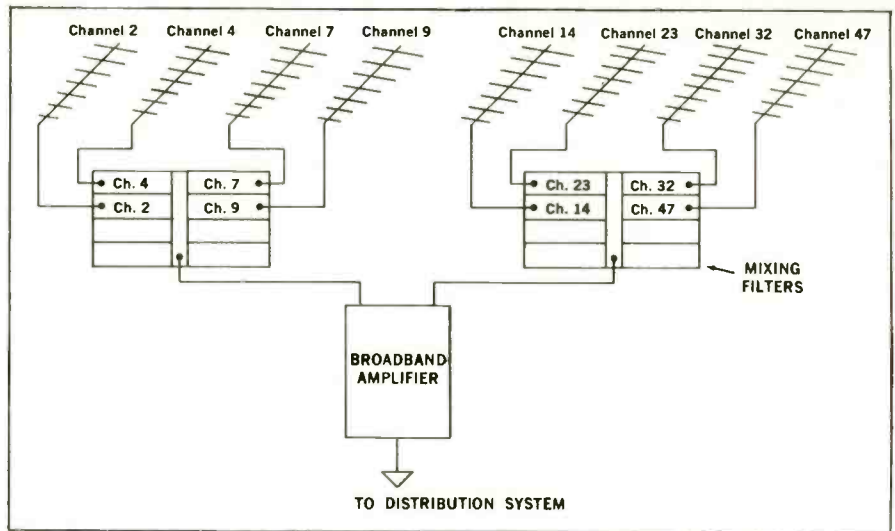 Channel 2 Channel 4 Channel 7 Channel 9 Channel 14 Channel 23 Channel 32 Channel 47
Ch. 4 Ch. 7 Ch. 23 Ch. 32
Ch. 2 Ch. 9 Ch. 14 Ch. 47
MIXING
FILTERS
BROADBAND
AMPLIFIER
TO DISTRIBUTION SYSTEM